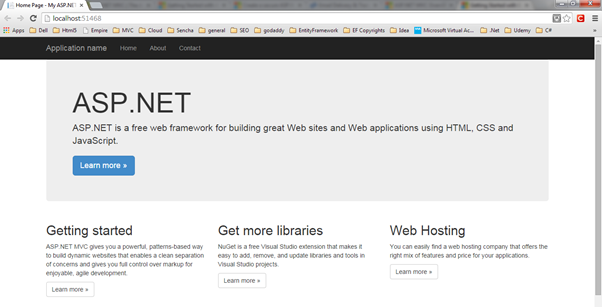 Home Page - My ASP.NET
localhost:51468
Apps Dell Html5 Empire MVC Cloud Sencha general SEO godaddy EntityFramework EF Copyrights Idea Microsoft Virtual Ac... .Net Udemy C#
Application name Home About Contact
ASP.NET
ASP.NET is a free web framework for building great Web sites and Web applications using HTML, CSS and
JavaScript.
Learn more »
Getting started
ASP.NET MVC gives you a powerful, patterns-based way
to build dynamic websites that enables a clean separation
of concerns and gives you full control over markup for
enjoyable, agile development.
Learn more »
Get more libraries
NuGet is a free Visual Studio extension that makes it
easy to add, remove, and update libraries and tools in
Visual Studio projects.
Learn more »
Web Hosting
You can easily find a web hosting company that offers the
right mix of features and price for your applications.
Learn more »